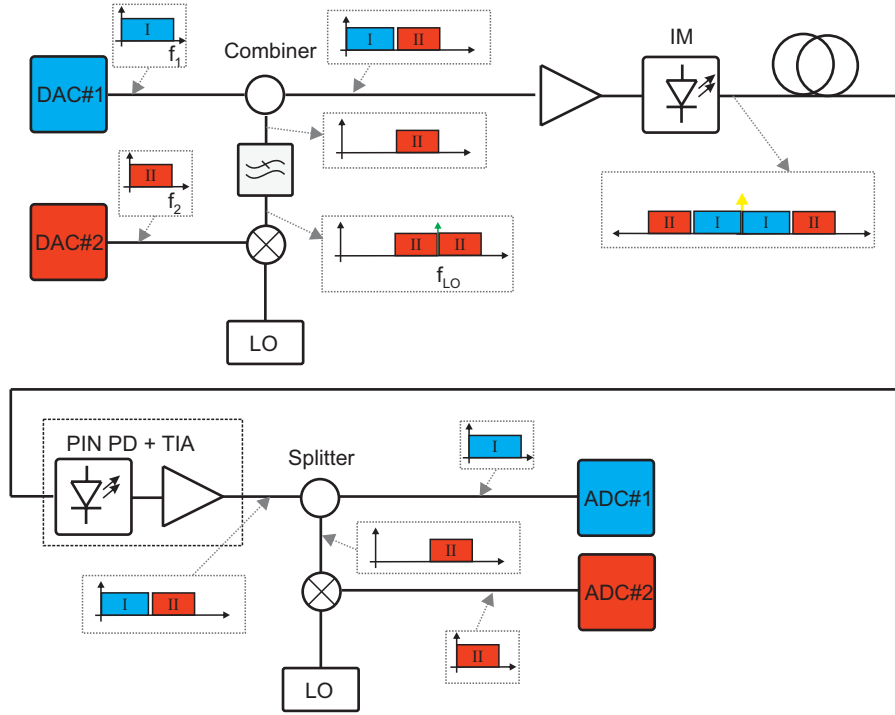 I
f1
Combiner
I II
IM
DAC#1
II
II
f2
DAC#2
II II
fLO
II I I II
LO
PIN PD + TIA
Splitter
I
ADC#1
II
I II
ADC#2
II
LO